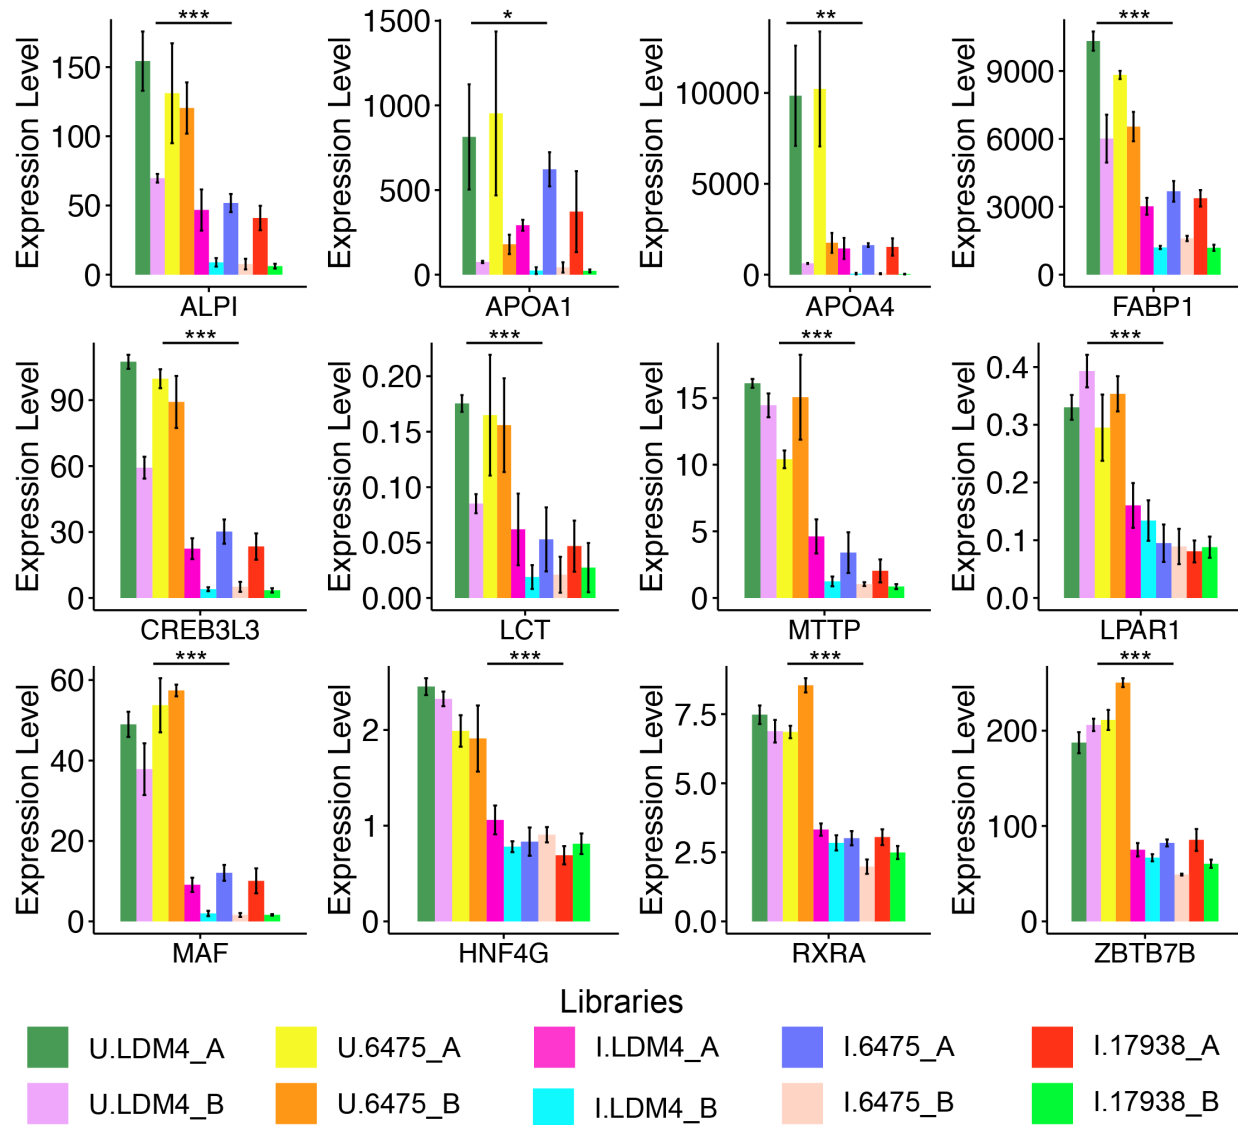 *** * ** ***
Expression Level Expression Level Expression Level Expression Level
150 1500 10000 9000
100 1000 5000 6000
50 500 0 3000
0 0 0
ALPI APOA1 APOA4 FABP1
*** *** *** ***
Expression Level Expression Level Expression Level Expression Level
90 0.20 15 0.4
60 0.15 10 0.3
30 0.10 5 0.2
0 0.05 0 0.1
0.00 0.0
CREB3L3 LCT MTTP LPAR1
*** *** *** ***
Expression Level Expression Level Expression Level Expression Level
60 2 7.5 200
40 1 5.0 100
20 0 2.5 0
0 0.0
MAF HNF4G RXRA ZBTB7B
Libraries
U.LDM4_A U.6475_A I.LDM4_A I.6475_A I.17938_A
U.LDM4_B U.6475_B I.LDM4_B I.6475_B I.17938_B